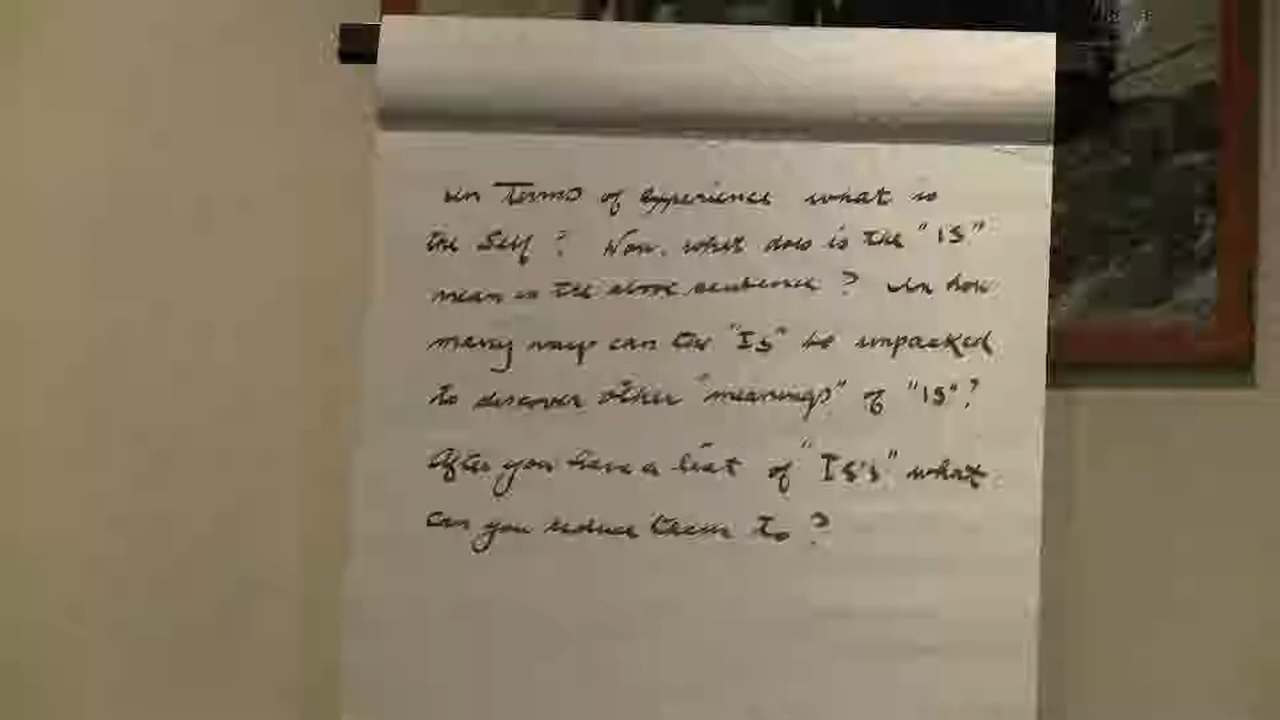 In Terms of experience what is
the Self? Now, what does is the "IS"
mean in the above sentence? In how
many ways can the "Is" be unpacked
to discover other "meanings" of "IS"?
After you have a list of "Is's" what
can you reduce them to?